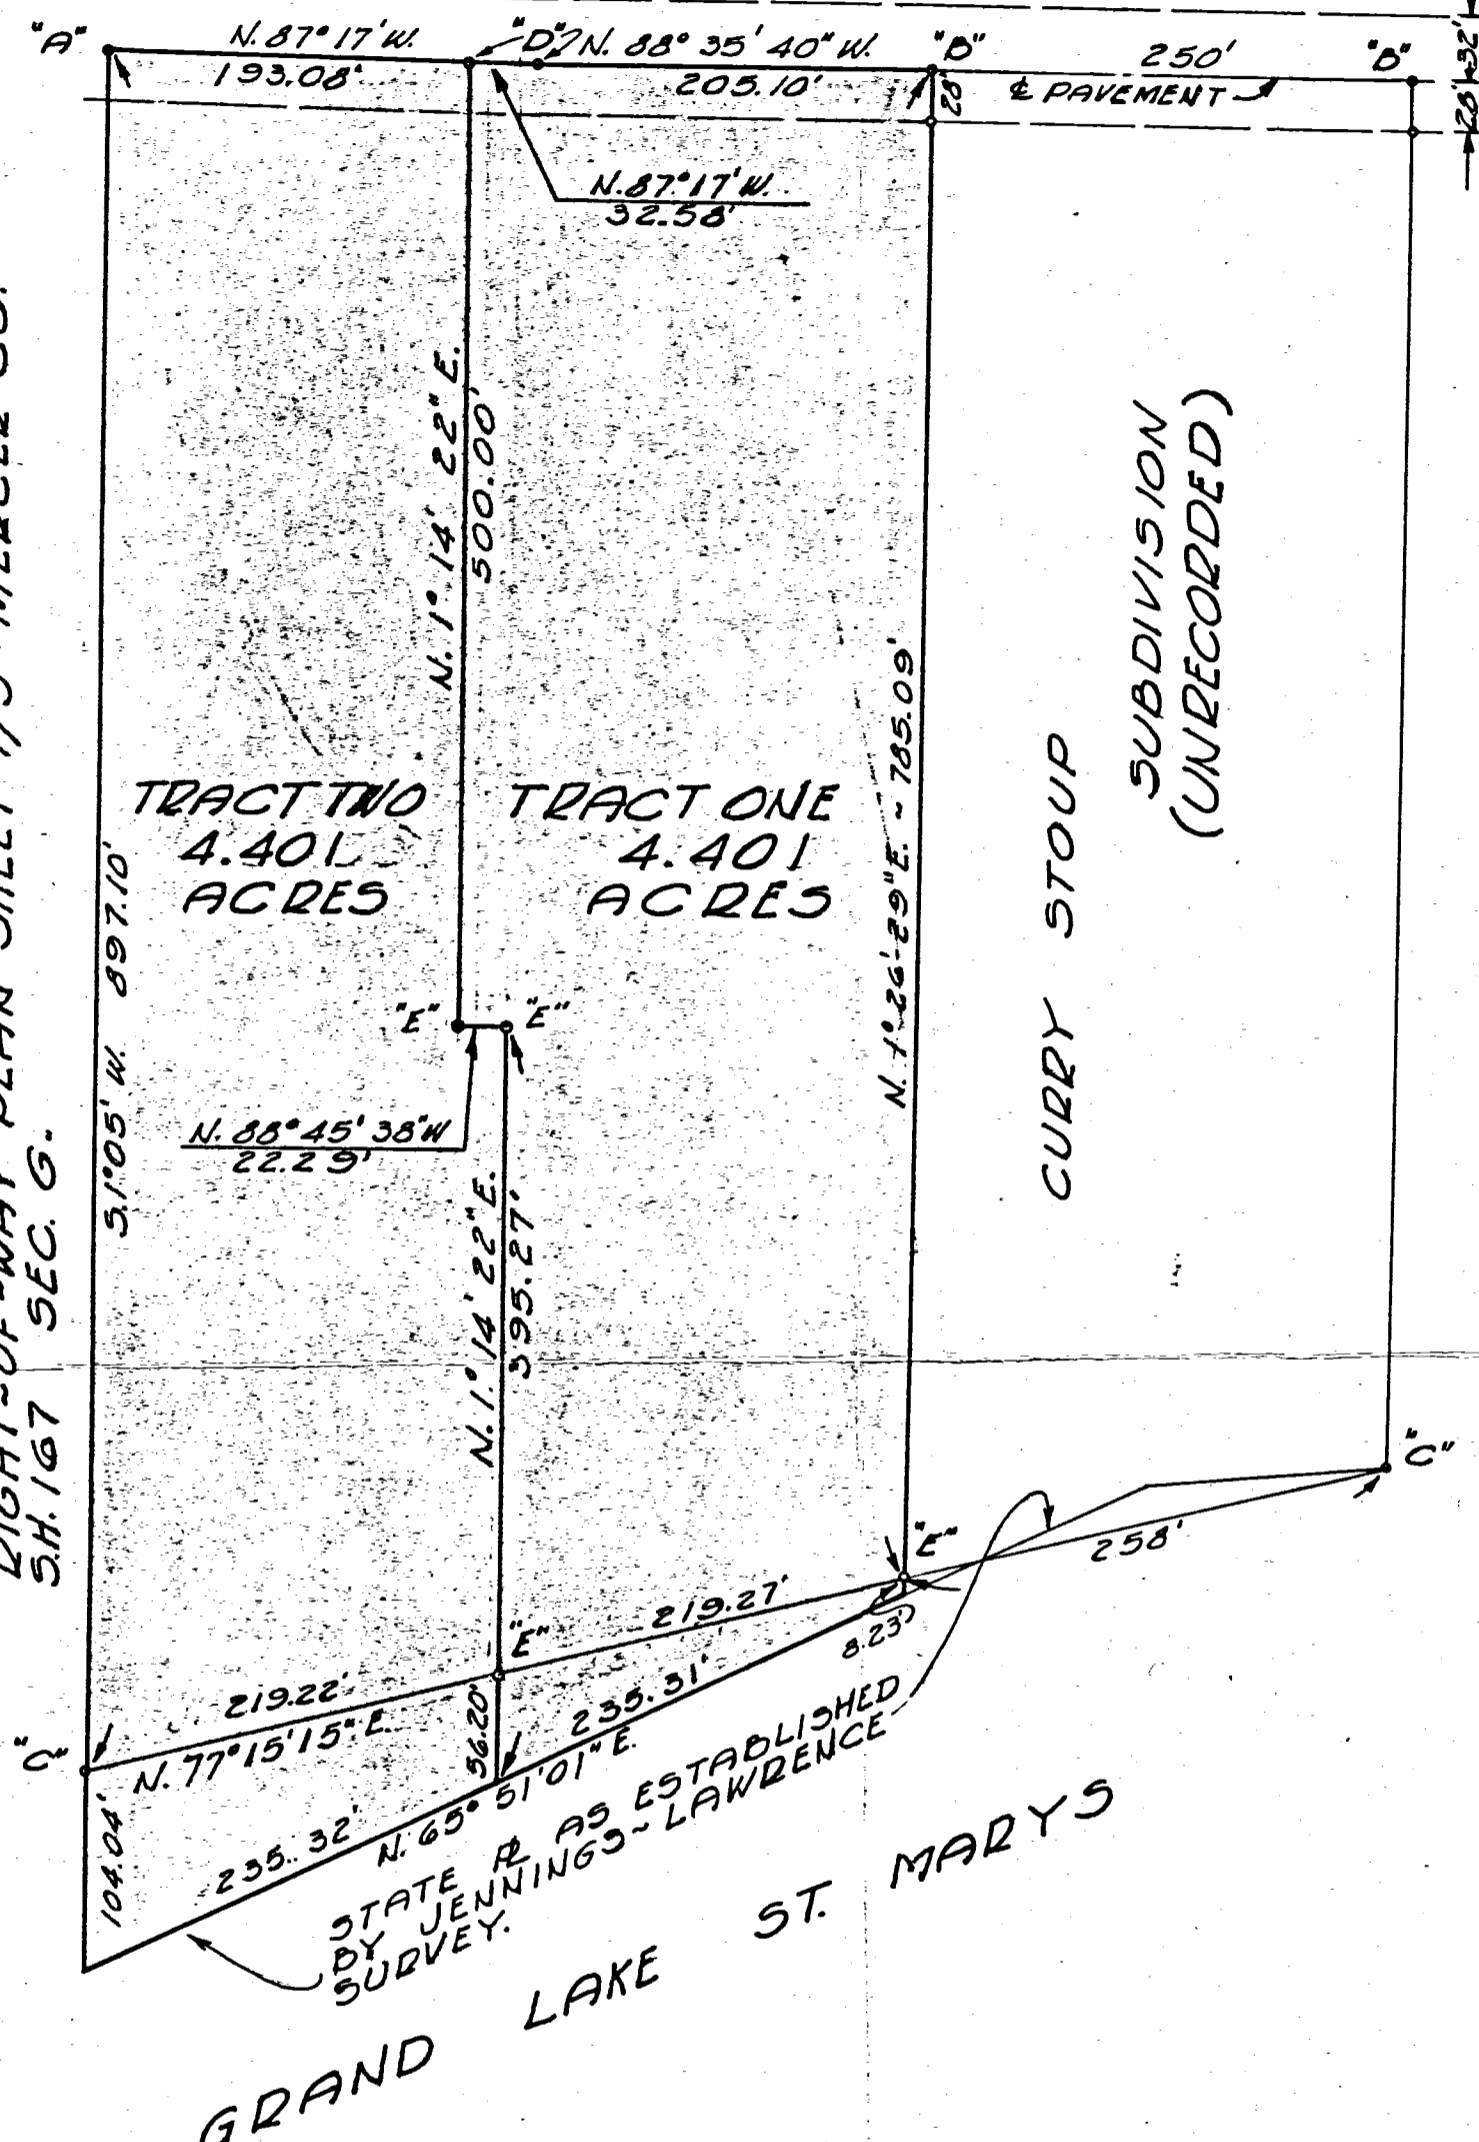 "A"
N. 87° 17' W.
193.08'
"D"
N. 88° 35' 40" W.
205.10'
"B"
250'
℄ PAVEMENT
"B"
28'
32'
28'
N. 87° 17' W.
32.58'
N. 1° 14' 22" E.
500.00'
TRACT TWO
4.401
ACRES
TRACT ONE
4.401
ACRES
S. 1° 05' W. 897.10'
N. 1° 26' 29" E. ~ 785.09'
CURRY STOUP
SUBDIVISION
(UNRECORDED)
RIGHT-OF-WAY PLAN
S.H. 167 SEC. G.
"E"
"E"
N. 88° 45' 38" W
22.29'
N. 1° 14' 22" E.
395.27'
"C"
258'
"E"
219.27'
"E"
8.23'
219.22'
N. 77° 15' 15" E.
"C"
56.20'
235.31'
104.04'
235.32'
N. 65° 51' 01" E.
STATE ℞ AS ESTABLISHED
BY JENNINGS ~ LAWRENCE
SURVEY.
GRAND LAKE ST. MARYS